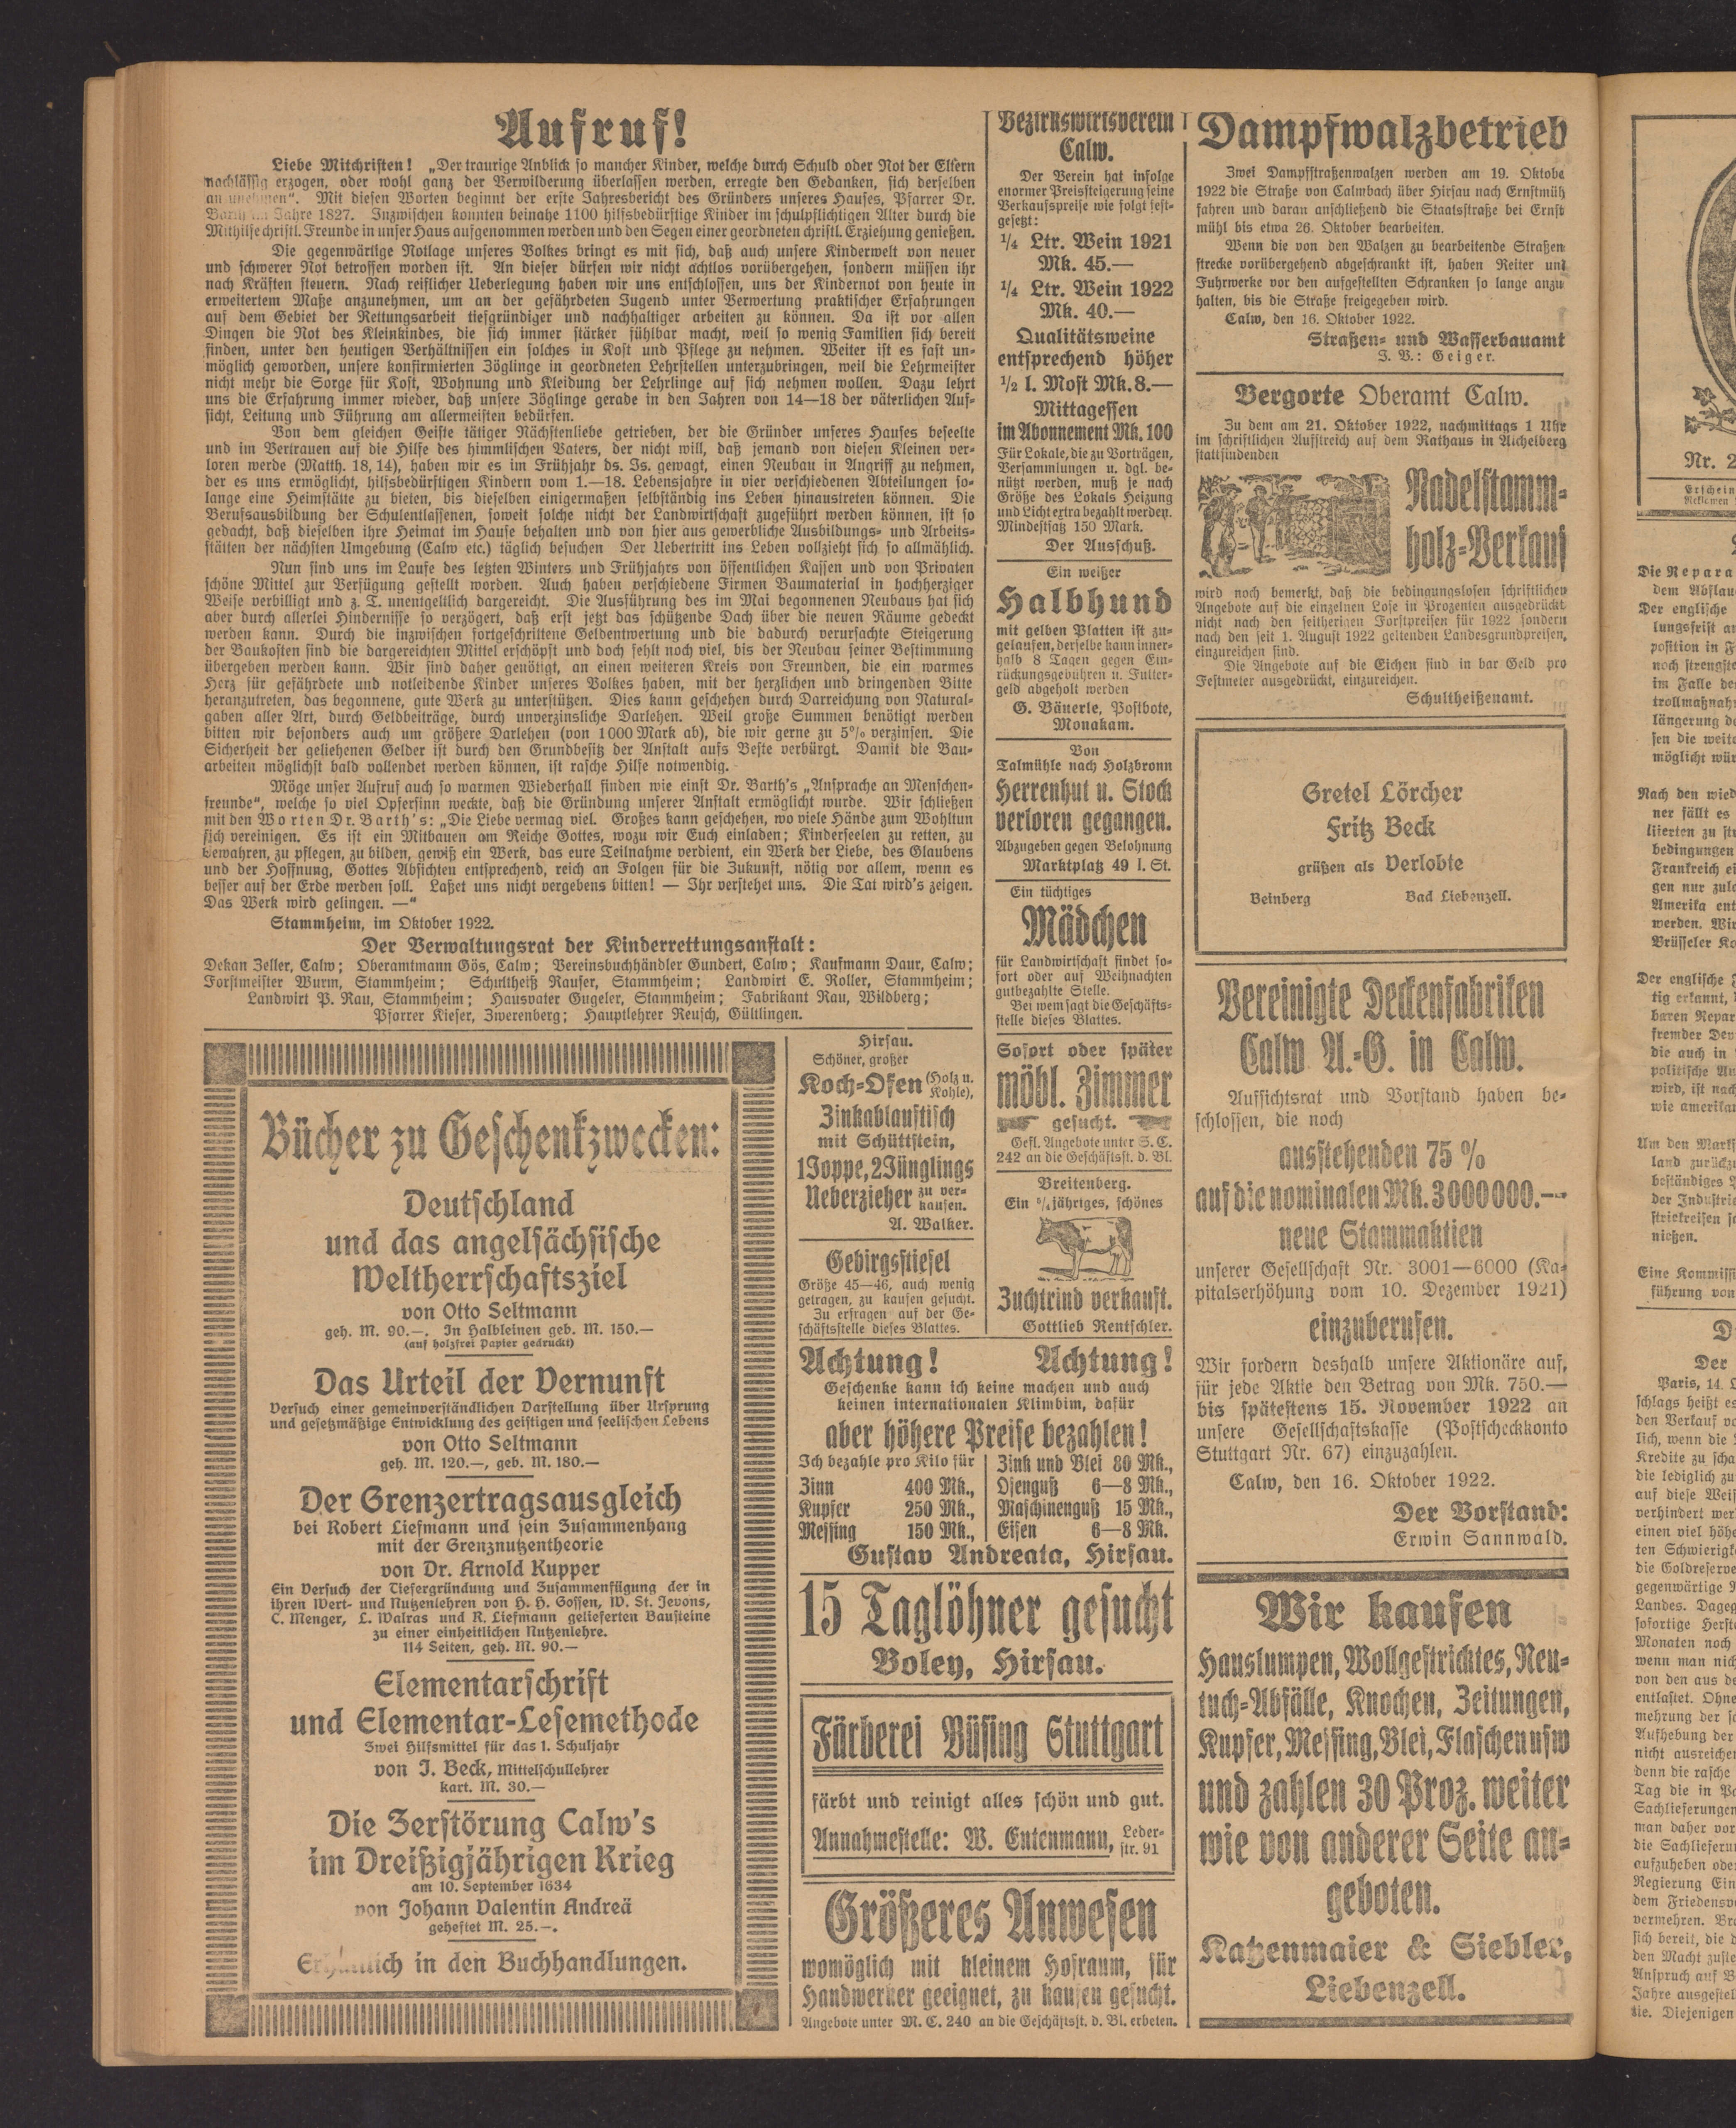 Aufruf!
Liebe Mitchristen! „Der traurige Anblick so mancher Kinder, welche durch Schuld oder Not der Eltern
nachlässig erzogen, oder wohl ganz der Verwilderung überlassen werden, erregte den Gedanken, sich derselben
Mit diesen Worten beginnt der erste Jahresbericht des Gründers unseres Hauses, Pfarrer Dr.
Barth im Jahre 1827. Inzwischen konnten beinahe 1100 hilfsbedürftige Kinder im schulpflichtigen Alter durch die
Mithilfe christl. Freunde in unser Haus aufgenommen werden und den Segen einer geordneten christl. Erziehung genießen.
Die gegenwärtige Notlage unseres Volkes bringt es mit sich, daß auch unsere Kinderwelt von neuer
und schwerer Not betroffen worden ist. An dieser dürfen wir nicht achtlos vorübergehen, sondern müssen ihr
nach Kräften steuern. Nach reiflicher Ueberlegung haben wir uns entschlossen, uns der Kindernot von heute in
erweitertem Maße anzunehmen, um an der gefährdeten Jugend unter Verwertung praktischer Erfahrungen
auf dem Gebiet der Rettungsarbeit tiefgründiger und nachhaltiger arbeiten zu können. Da ist vor allen
Dingen die Not des Kleinkindes, die sich immer stärker fühlbar macht, weil so wenig Familien sich bereit
finden, unter den heutigen Verhältnissen ein solches in Kost und Pflege zu nehmen. Weiter ist es fast un-
möglich geworden, unsere konfirmierten Zöglinge in geordneten Lehrstellen unterzubringen, weil die Lehrmeister
nicht mehr die Sorge für Kost, Wohnung und Kleidung der Lehrlinge auf sich nehmen wollen. Dazu lehrt
uns die Erfahrung immer wieder, daß unsere Zöglinge gerade in den Jahren von 14—18 der väterlichen Auf-
sicht, Leitung und Führung am allermeisten bedürfen.
Von dem gleichen Geiste tätiger Nächstenliebe getrieben, der die Gründer unseres Hauses beseelte
und im Vertrauen auf die Hilfe des himmlischen Vaters, der nicht will, daß jemand von diesen Kleinen ver-
loren werde (Matth. 18, 14), haben wir es im Frühjahr ds. Js. gewagt, einen Neubau in Angriff zu nehmen,
der es uns ermöglicht, hilfsbedürftigen Kindern vom 1.—18. Lebensjahre in vier verschiedenen Abteilungen so-
lange eine Heimstätte zu bieten, bis dieselben einigermaßen selbständig ins Leben hinaustreten können. Die
Berufsausbildung der Schulentlassenen, soweit solche nicht der Landwirtschaft zugeführt werden können, ist so
gedacht, daß dieselben ihre Heimat im Hause behalten und von hier aus gewerbliche Ausbildungs- und Arbeits-
stätten der nächsten Umgebung (Calw etc.) täglich besuchen Der Uebertritt ins Leben vollzieht sich so allmählich.
Nun sind uns im Laufe des letzten Winters und Frühjahrs von öffentlichen Kassen und von Privaten
schöne Mittel zur Verfügung gestellt worden. Auch haben verschiedene Firmen Baumaterial in hochherziger
Weise verbilligt und z. T. unentgeltlich dargereicht. Die Ausführung des im Mai begonnenen Neubaus hat sich
aber durch allerlei Hindernisse so verzögert, daß erst jetzt das schützende Dach über die neuen Räume gedeckt
werden kann. Durch die inzwischen fortgeschrittene Geldentwertung und die dadurch verursachte Steigerung
der Baukosten sind die dargereichten Mittel erschöpft und doch fehlt noch viel, bis der Neubau seiner Bestimmung
übergeben werden kann. Wir sind daher genötigt, an einen weiteren Kreis von Freunden, die ein warmes
Herz für gefährdete und notleidende Kinder unseres Volkes haben, mit der herzlichen und dringenden Bitte
heranzutreten, das begonnene, gute Werk zu unterstützen. Dies kann geschehen durch Darreichung von Natural-
gaben aller Art, durch Geldbeiträge, durch unverzinsliche Darlehen. Weil große Summen benötigt werden
bitten wir besonders auch um größere Darlehen (von 1000 Mark ab), die wir gerne zu 5% verzinsen. Die
Sicherheit der geliehenen Gelder ist durch den Grundbesitz der Anstalt aufs Beste verbürgt. Damit die Bau-
arbeiten möglichst bald vollendet werden können, ist rasche Hilfe notwendig.
Möge unser Aufruf auch so warmen Wiederhall finden wie einst Dr. Barth's „Ansprache an Menschen-
freunde“, welche so viel Opfersinn weckte, daß die Gründung unserer Anstalt ermöglicht wurde. Wir schließen
mit den Worten Dr. Barth's: „Die Liebe vermag viel. Großes kann geschehen, wo viele Hände zum Wohltun
sich vereinigen. Es ist ein Mitbauen am Reiche Gottes, wozu wir Euch einladen; Kinderseelen zu retten, zu
bewahren, zu pflegen, zu bilden, gewiß ein Werk, das eure Teilnahme verdient, ein Werk der Liebe, des Glaubens
und der Hoffnung, Gottes Absichten entsprechend, reich an Folgen für die Zukunft, nötig vor allem, wenn es
besser auf der Erde werden soll. Laßet uns nicht vergebens bitten! — Ihr verstehet uns. Die Tat wird's zeigen.
Das Werk wird gelingen. —“
Stammheim, im Oktober 1922.
Der Verwaltungsrat der Kinderrettungsanstalt:
Dekan Zeller, Calw; Oberamtmann Gös, Calw; Vereinsbuchhändler Gundert, Calw; Kaufmann Daur, Calw;
Forstmeister Wurm, Stammheim; Schultheiß Rauser, Stammheim; Landwirt E. Roller, Stammheim;
Landwirt P. Rau, Stammheim; Hausvater Gugeler, Stammheim; Fabrikant Rau, Wildberg;
Pfarrer Kiefer, Zwerenberg; Hauptlehrer Reusch, Gültlingen.
Bücher zu Geschenkzwecken:
Deutschland
und das angelsächsische
Weltherrschaftsziel
von Otto Seltmann
geh. M. 90.—. In Halbleinen geb. M. 150.—
(auf holzfrei Papier gedruckt)
Das Urteil der Vernunft
Versuch einer gemeinverständlichen Darstellung über Ursprung
und gesetzmäßige Entwicklung des geistigen und seelischen Lebens
von Otto Seltmann
geh. M. 120.—, geb. M. 180.—
Der Grenzertragsausgleich
bei Robert Liefmann und sein Zusammenhang
mit der Grenznutzentheorie
von Dr. Arnold Kupper
Ein Versuch der Tiefergründung und Zusammenfügung der in
ihren Wert- und Nutzenlehren von H. H. Gossen, W. St. Jevons,
C. Menger, L. Walras und R. Liefmann gelieferten Bausteine
zu einer einheitlichen Nutzenlehre.
114 Seiten, geh. M. 90.—
Elementarschrift
und Elementar-Lesemethode
Zwei Hilfsmittel für das 1. Schuljahr
von J. Beck, Mittelschullehrer
kart. M. 30.—
Die Zerstörung Calw's
im Dreißigjährigen Krieg
am 10. September 1634
von Johann Valentin Andreä
geheftet M. 25.—.
Erhältlich in den Buchhandlungen.
Hirsau.
Schöner, großer
Koch-Ofen (Holz u. Kohle),
Zinkablauftisch
mit Schüttstein,
1 Joppe, 2 Jünglings
Ueberzieher zu ver-
kaufen.
A. Walker.
Gebirgsstiefel
Größe 45—46, auch wenig
getragen, zu kaufen gesucht.
Zu erfragen auf der Ge-
schäftsstelle dieses Blattes.
Bezirkswirtsverein
Calw.
Der Verein hat infolge
enormer Preissteigerung seine
Verkaufspreise wie folgt fest-
gesetzt:
1/4 Ltr. Wein 1921
Mk. 45.—
1/4 Ltr. Wein 1922
Mk. 40.—
Qualitätsweine
entsprechend höher
1/2 l. Most Mk. 8.—
Mittagessen
im Abonnement Mk. 100
Für Lokale, die zu Vorträgen,
Versammlungen u. dgl. be-
nützt werden, muß je nach
Größe des Lokals Heizung
und Licht extra bezahlt werden.
Mindestsatz 150 Mark.
Der Ausschuß.
Ein weißer
Halbhund
mit gelben Platten ist zu-
gelaufen, derselbe kann inner-
halb 8 Tagen gegen Ein-
rückungsgebühren u. Futter-
geld abgeholt werden
G. Bäuerle, Postbote,
Monakam.
Von
Talmühle nach Holzbronn
Herrenhut u. Stock
verloren gegangen.
Abzugeben gegen Belohnung
Marktplatz 49 I. St.
Ein tüchtiges
Mädchen
für Landwirtschaft findet so-
fort oder auf Weihnachten
gutbezahlte Stelle.
Bei wem sagt die Geschäfts-
stelle dieses Blattes.
Sofort oder später
möbl. Zimmer
gesucht.
Gefl. Angebote unter S. C.
242 an die Geschäftsst. d. Bl.
Breitenberg.
Ein 5/4 jähriges, schönes
Zuchtrind verkauft.
Gottlieb Rentschler.
Achtung! Achtung!
Geschenke kann ich keine machen und auch
keinen internationalen Klimbim, dafür
aber höhere Preise bezahlen!
Ich bezahle pro Kilo für
Zinn 400 Mk.,
Kupfer 250 Mk.,
Messing 150 Mk.,
Zink und Blei 80 Mk.,
Ofenguß 6—8 Mk.,
Maschinenguß 15 Mk.,
Eisen 6—8 Mk.
Gustav Andreata, Hirsau.
15 Taglöhner gesucht
Boley, Hirsau.
Färberei Büsing Stuttgart
färbt und reinigt alles schön und gut.
Annahmestelle: W. Entenmann, Leder-
str. 91
Größeres Anwesen
womöglich mit kleinem Hofraum, für
Handwerker geeignet, zu kaufen gesucht.
Angebote unter M. C. 240 an die Geschäftsst. d. Bl. erbeten.
Dampfwalzbetrieb
Zwei Dampfstraßenwalzen werden am 19. Oktobe
1922 die Straße von Calmbach über Hirsau nach Ernstmüh
fahren und daran anschließend die Staatsstraße bei Ernst
mühl bis etwa 26. Oktober bearbeiten.
Wenn die von den Walzen zu bearbeitende Straßen
strecke vorübergehend abgeschrankt ist, haben Reiter und
Fuhrwerke vor den aufgestellten Schranken so lange anzu
halten, bis die Straße freigegeben wird.
Calw, den 16. Oktober 1922.
Straßen- und Wasserbauamt
J. V.: Geiger.
Bergorte Oberamt Calw.
Zu dem am 21. Oktober 1922, nachmittags 1 Uhr
im schriftlichen Aufstreich auf dem Rathaus in Aichelberg
stattfindenden
Nadelstamm-
holz-Verkauf
wird noch bemerkt, daß die bedingungslosen schriftlichen
Angebote auf die einzelnen Lose in Prozenten ausgedrückt
nicht nach den seitherigen Forstpreisen für 1922 sondern
nach den seit 1. August 1922 geltenden Landesgrundpreisen,
einzureichen sind.
Die Angebote auf die Eichen sind in bar Geld pro
Festmeter ausgedrückt, einzureichen.
Schultheißenamt.
Gretel Lörcher
Fritz Beck
grüßen als Verlobte
Beinberg Bad Liebenzell.
Vereinigte Deckenfabriken
Calw A.-G. in Calw.
Aufsichtsrat und Vorstand haben be-
schlossen, die noch
ausstehenden 75 %
auf die nominalen Mk. 3000000.—
neue Stammaktien
unserer Gesellschaft Nr. 3001—6000 (Ka-
pitalserhöhung vom 10. Dezember 1921)
einzuberufen.
Wir fordern deshalb unsere Aktionäre auf,
für jede Aktie den Betrag von Mk. 750.—
bis spätestens 15. November 1922 an
unsere Gesellschaftskasse (Postscheckkonto
Stuttgart Nr. 67) einzuzahlen.
Calw, den 16. Oktober 1922.
Der Vorstand:
Erwin Sannwald.
Wir kaufen
Hauslumpen, Wollgestricktes, Neu-
tuch-Abfälle, Knochen, Zeitungen,
Kupfer, Messing, Blei, Flaschen usw
und zahlen 30 Proz. weiter
wie von anderer Seite an-
geboten.
Katzenmaier & Siebler,
Liebenzell.
Nr. 2